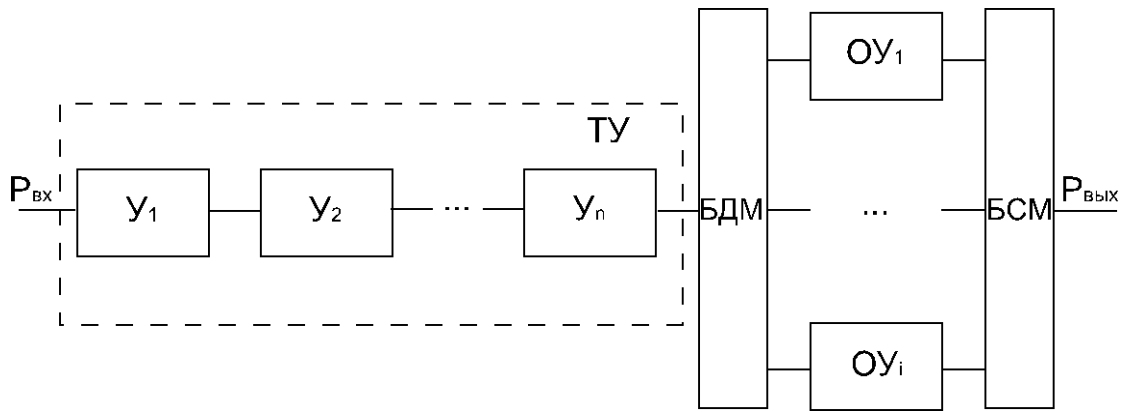 ОУ₁
ТУ
Pвх У₁ У₂ ... Уn БДМ ... БСМ Pвых
ОУi